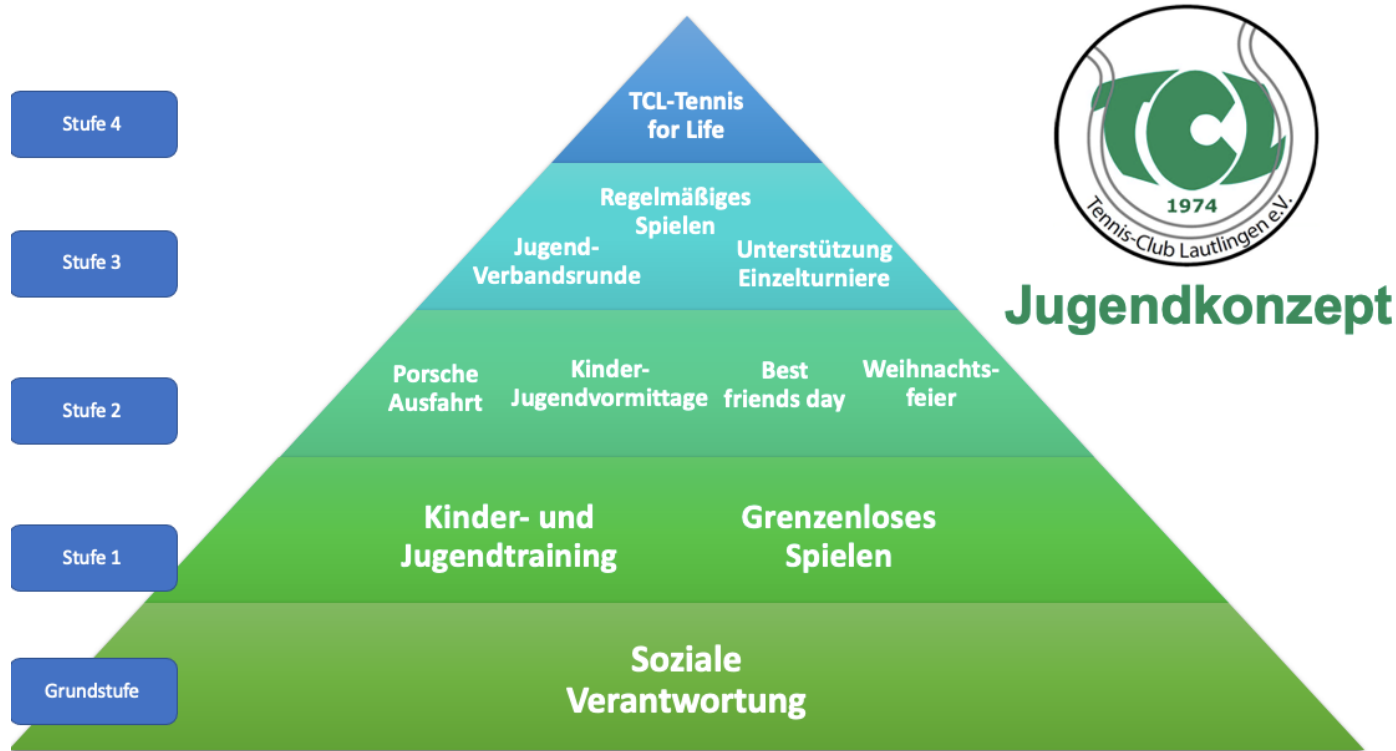 Stufe 4
TCL-Tennis
for Life
TCL
1974
Tennis-Club Lautlingen e.V.
Jugendkonzept
Stufe 3
Regelmäßiges
Spielen
Jugend-
Verbandsrunde
Unterstützung
Einzelturniere
Stufe 2
Porsche
Ausfahrt
Kinder-
Jugendvormittage
Best
friends day
Weihnachts-
feier
Stufe 1
Kinder- und
Jugendtraining
Grenzenloses
Spielen
Grundstufe
Soziale
Verantwortung